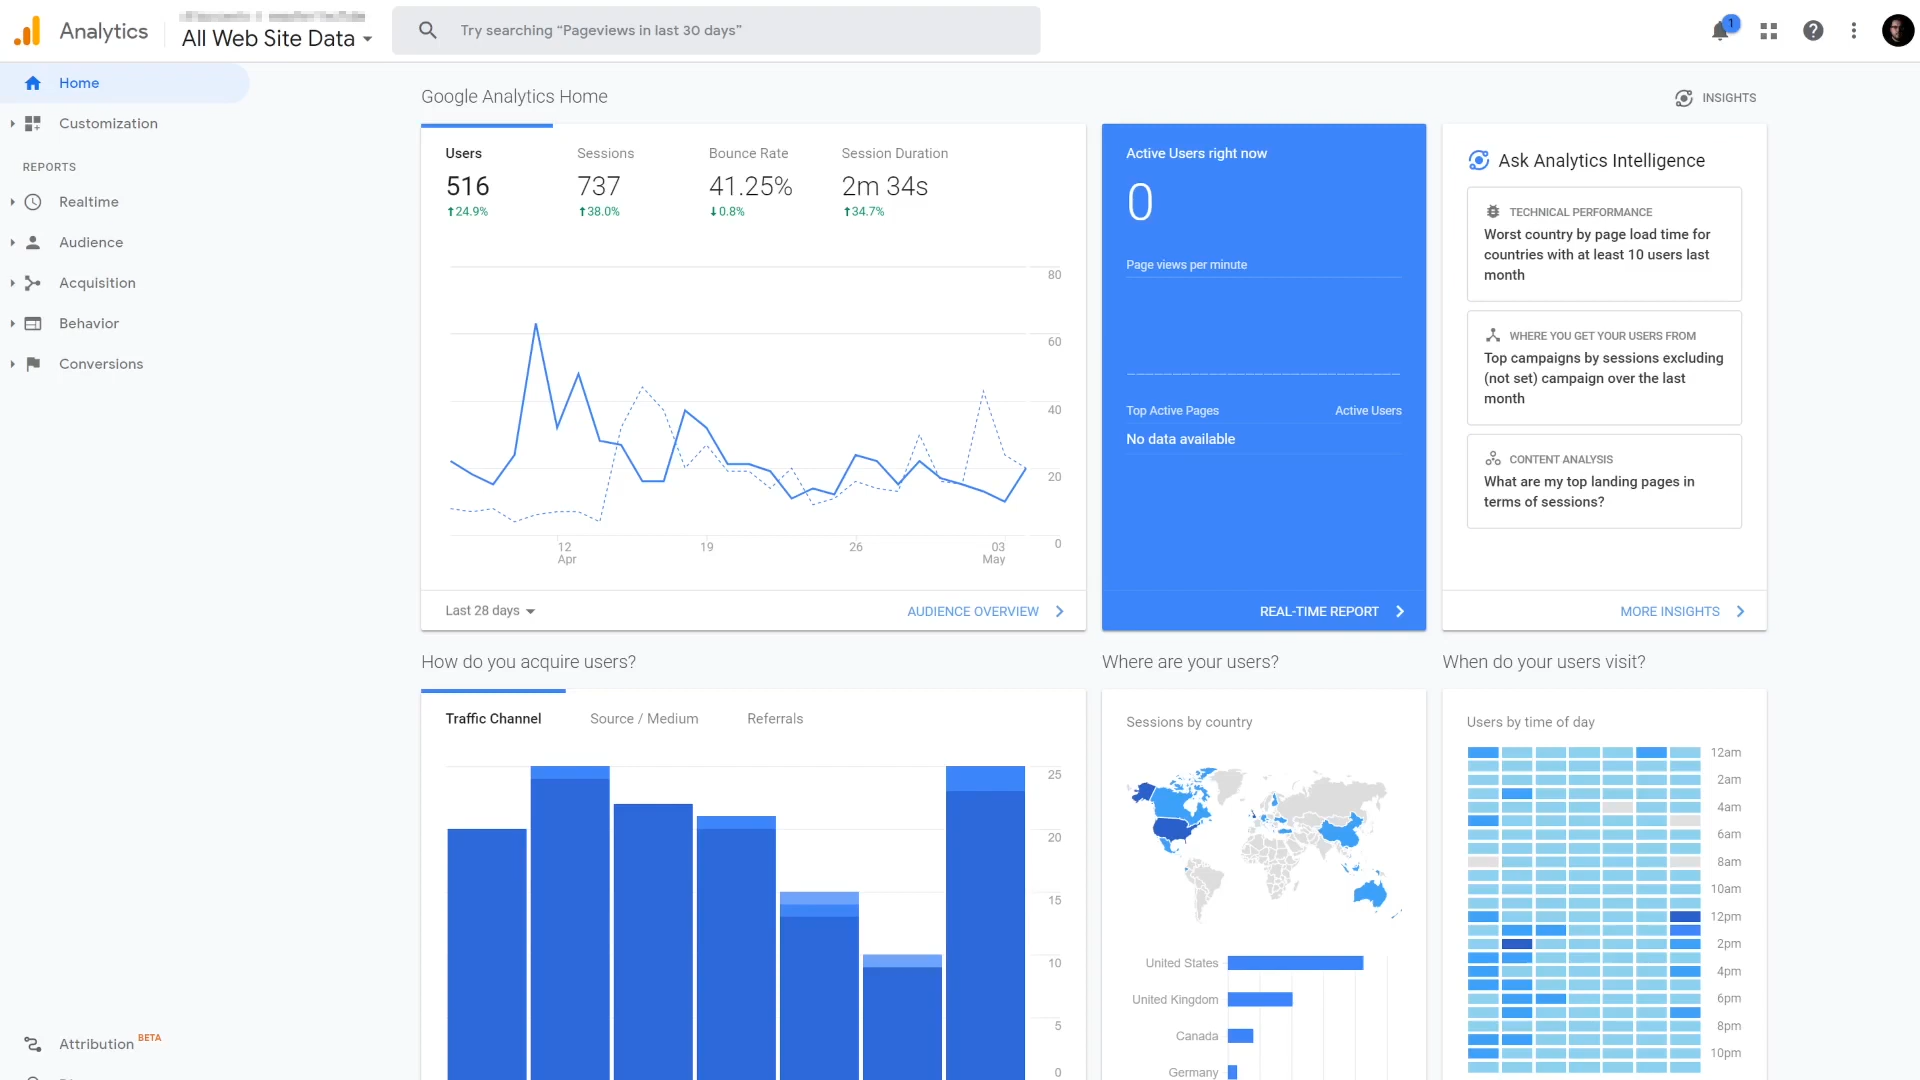 Analytics
All Web Site Data
Try searching “Pageviews in last 30 days”
1
Home
Customization
REPORTS
Realtime
Audience
Acquisition
Behavior
Conversions
Attribution BETA
Google Analytics Home
INSIGHTS
Users
516
24.9%
Sessions
737
38.0%
Bounce Rate
41.25%
0.8%
Session Duration
2m 34s
34.7%
80
60
40
20
0
12
Apr
19
26
03
May
Last 28 days
AUDIENCE OVERVIEW
Active Users right now
0
Page views per minute
Top Active Pages Active Users
No data available
REAL-TIME REPORT
Ask Analytics Intelligence
TECHNICAL PERFORMANCE
Worst country by page load time for
countries with at least 10 users last
month
WHERE YOU GET YOUR USERS FROM
Top campaigns by sessions excluding
(not set) campaign over the last
month
CONTENT ANALYSIS
What are my top landing pages in
terms of sessions?
MORE INSIGHTS
How do you acquire users?
Traffic Channel
Source / Medium
Referrals
25
20
15
10
5
0
Where are your users?
Sessions by country
United States
United Kingdom
Canada
Germany
When do your users visit?
Users by time of day
12am
2am
4am
6am
8am
10am
12pm
2pm
4pm
6pm
8pm
10pm